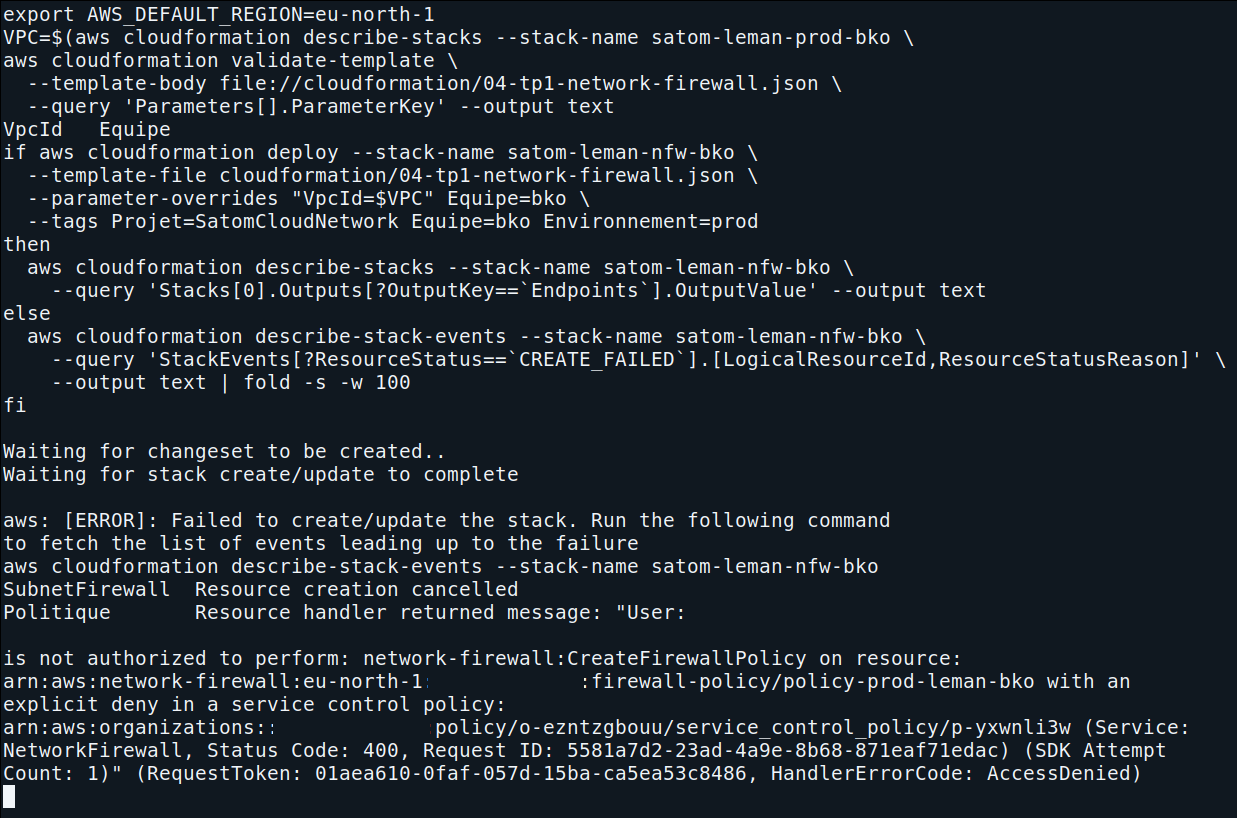 export AWS_DEFAULT_REGION=eu-north-1
VPC=$(aws cloudformation describe-stacks --stack-name satom-leman-prod-bko \
aws cloudformation validate-template \
  --template-body file://cloudformation/04-tp1-network-firewall.json \
  --query 'Parameters[].ParameterKey' --output text
VpcId   Equipe
if aws cloudformation deploy --stack-name satom-leman-nfw-bko \
  --template-file cloudformation/04-tp1-network-firewall.json \
  --parameter-overrides "VpcId=$VPC" Equipe=bko \
  --tags Projet=SatomCloudNetwork Equipe=bko Environnement=prod
then
  aws cloudformation describe-stacks --stack-name satom-leman-nfw-bko \
    --query 'Stacks[0].Outputs[?OutputKey==`Endpoints`].OutputValue' --output text
else
  aws cloudformation describe-stack-events --stack-name satom-leman-nfw-bko \
    --query 'StackEvents[?ResourceStatus==`CREATE_FAILED`].[LogicalResourceId,ResourceStatusReason]' \
    --output text | fold -s -w 100
fi

Waiting for changeset to be created..
Waiting for stack create/update to complete

aws: [ERROR]: Failed to create/update the stack. Run the following command
to fetch the list of events leading up to the failure
aws cloudformation describe-stack-events --stack-name satom-leman-nfw-bko
SubnetFirewall  Resource creation cancelled
Politique       Resource handler returned message: "User:

is not authorized to perform: network-firewall:CreateFirewallPolicy on resource:
arn:aws:network-firewall:eu-north-1:             :firewall-policy/policy-prod-leman-bko with an
explicit deny in a service control policy:
arn:aws:organizations::             :policy/o-ezntzgbouu/service_control_policy/p-yxwnli3w (Service:
NetworkFirewall, Status Code: 400, Request ID: 5581a7d2-23ad-4a9e-8b68-871eaf71edac) (SDK Attempt
Count: 1)" (RequestToken: 01aea610-0faf-057d-15ba-ca5ea53c8486, HandlerErrorCode: AccessDenied)